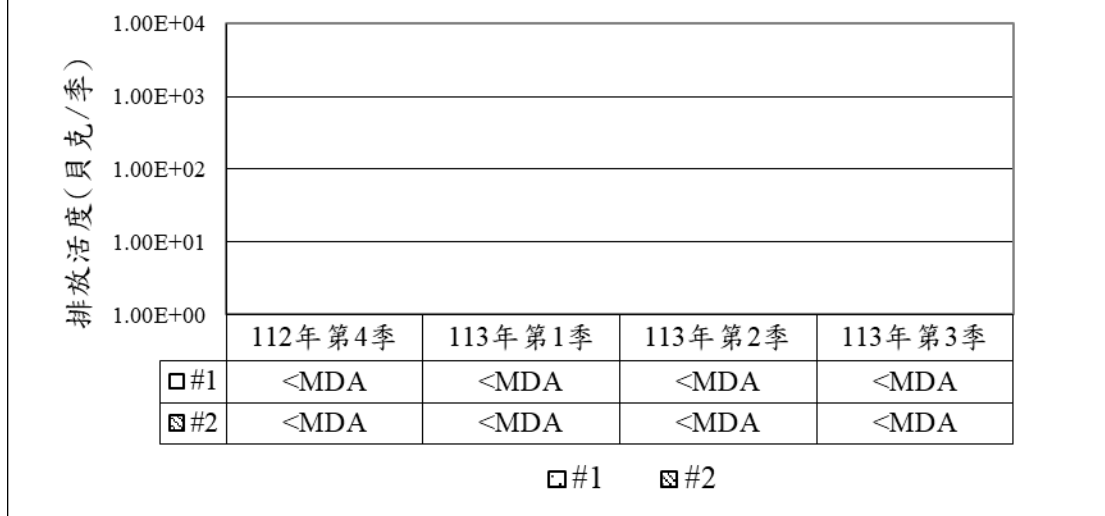 排放活度(貝克/季)
1.00E+04
1.00E+03
1.00E+02
1.00E+01
1.00E+00
112年第4季 113年第1季 113年第2季 113年第3季
#1 <MDA <MDA <MDA <MDA
#2 <MDA <MDA <MDA <MDA
#1 #2